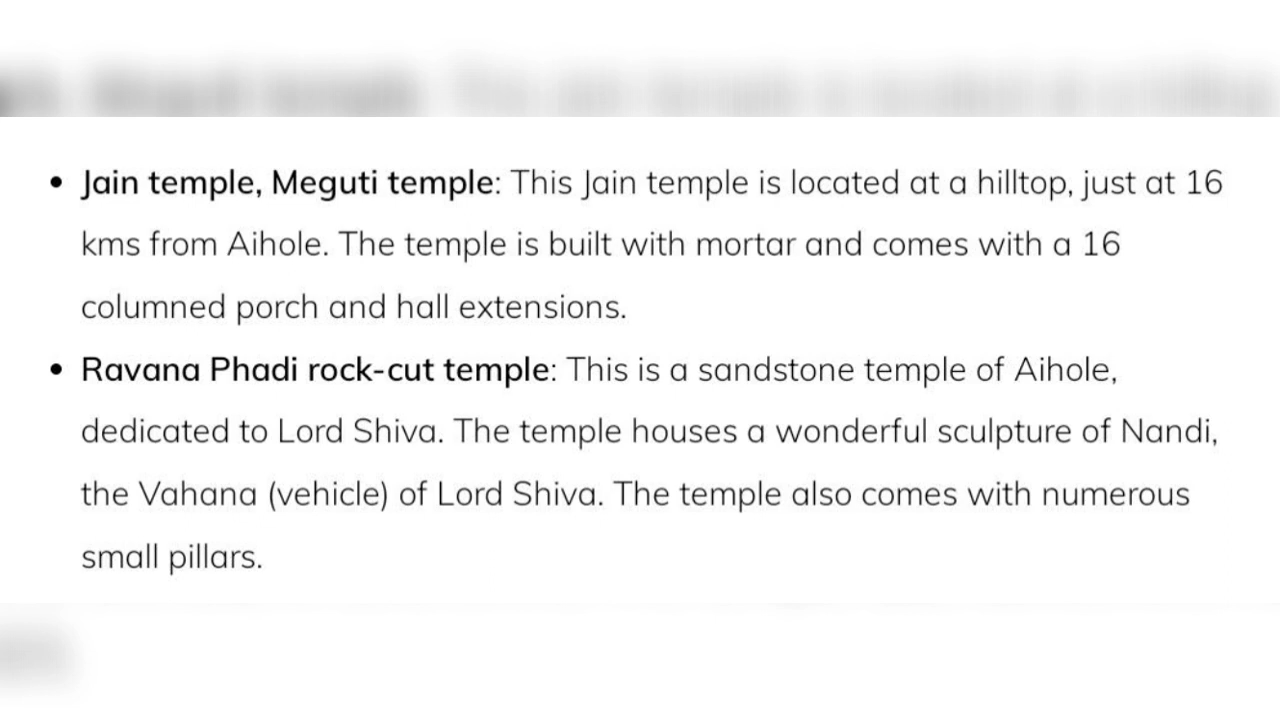 • Jain temple, Meguti temple: This Jain temple is located at a hilltop, just at 16
kms from Aihole. The temple is built with mortar and comes with a 16
columned porch and hall extensions.
• Ravana Phadi rock-cut temple: This is a sandstone temple of Aihole,
dedicated to Lord Shiva. The temple houses a wonderful sculpture of Nandi,
the Vahana (vehicle) of Lord Shiva. The temple also comes with numerous
small pillars.